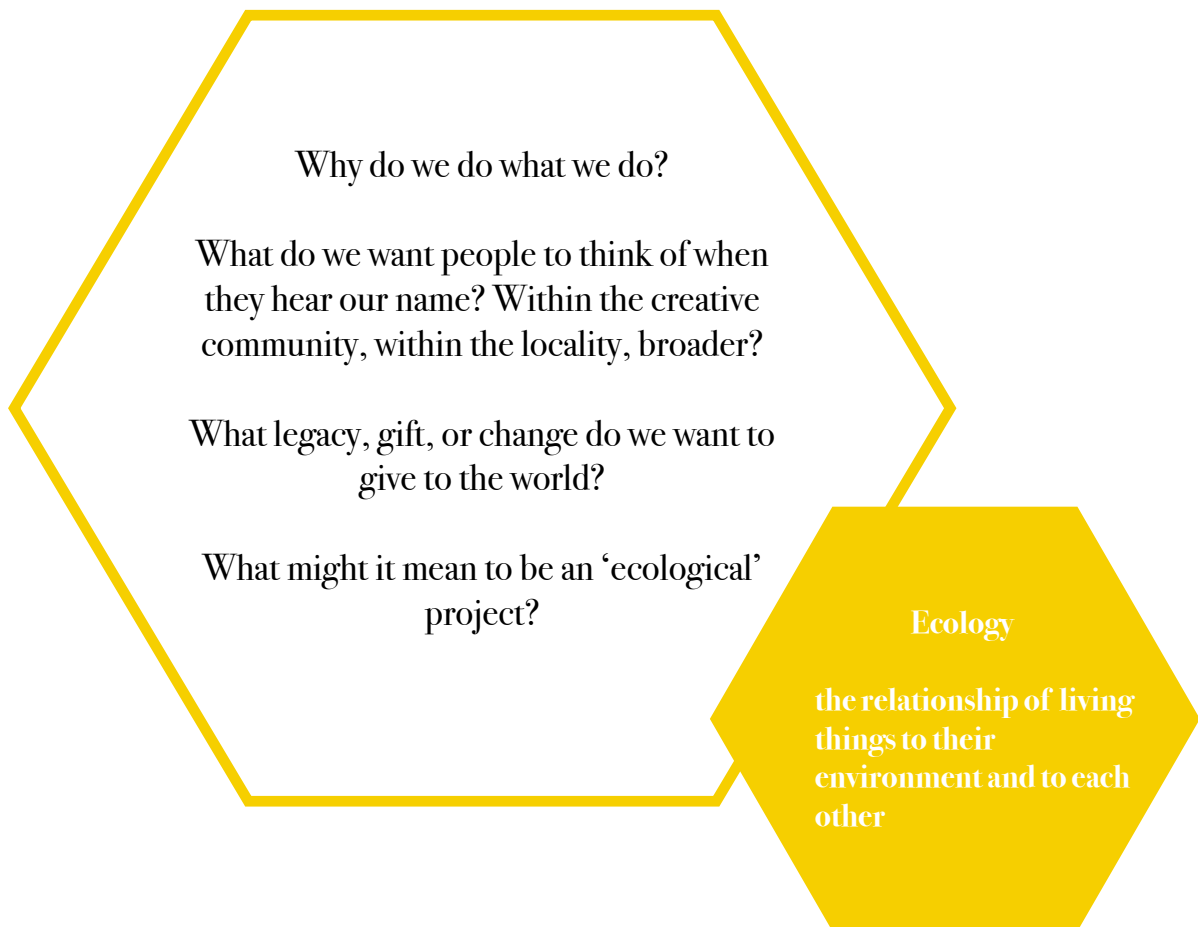 Why do we do what we do?
What do we want people to think of when
they hear our name? Within the creative
community, within the locality, broader?
What legacy, gift, or change do we want to
give to the world?
What might it mean to be an ‘ecological’
project?
Ecology
the relationship of living
things to their
environment and to each
other